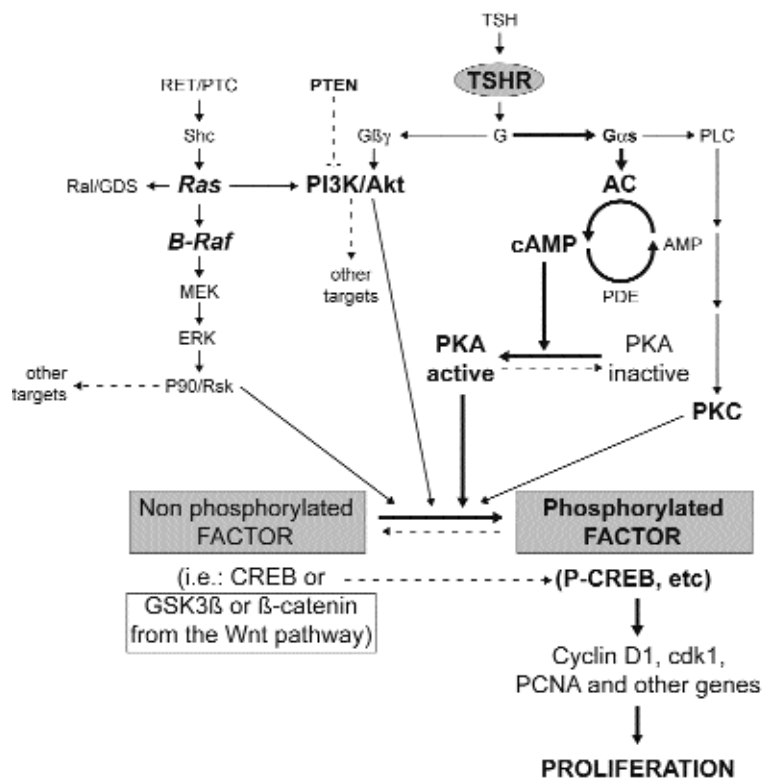 TSH
TSHR
RET/PTC
PTEN
Shc
Gßγ
G
Gαs
PLC
Ral/GDS
Ras
PI3K/Akt
AC
B-Raf
cAMP
AMP
other
targets
PDE
MEK
ERK
PKA
active
PKA
inactive
other
targets
P90/Rsk
PKC
Non phosphorylated
FACTOR
Phosphorylated
FACTOR
(i.e.: CREB or
(P-CREB, etc)
GSK3ß or ß-catenin
from the Wnt pathway)
Cyclin D1, cdk1,
PCNA and other genes
PROLIFERATION